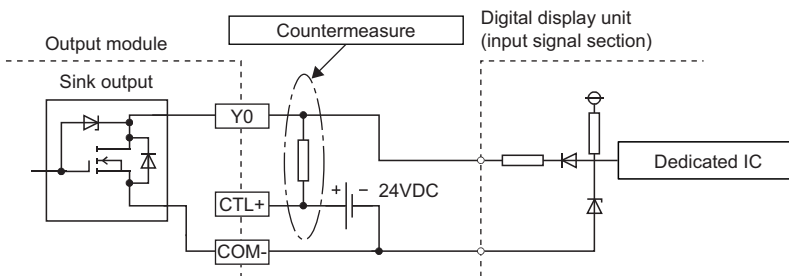 Countermeasure
Digital display unit
(input signal section)
Output module
Sink output
Y0
Dedicated IC
CTL+
+ − 24VDC
COM-